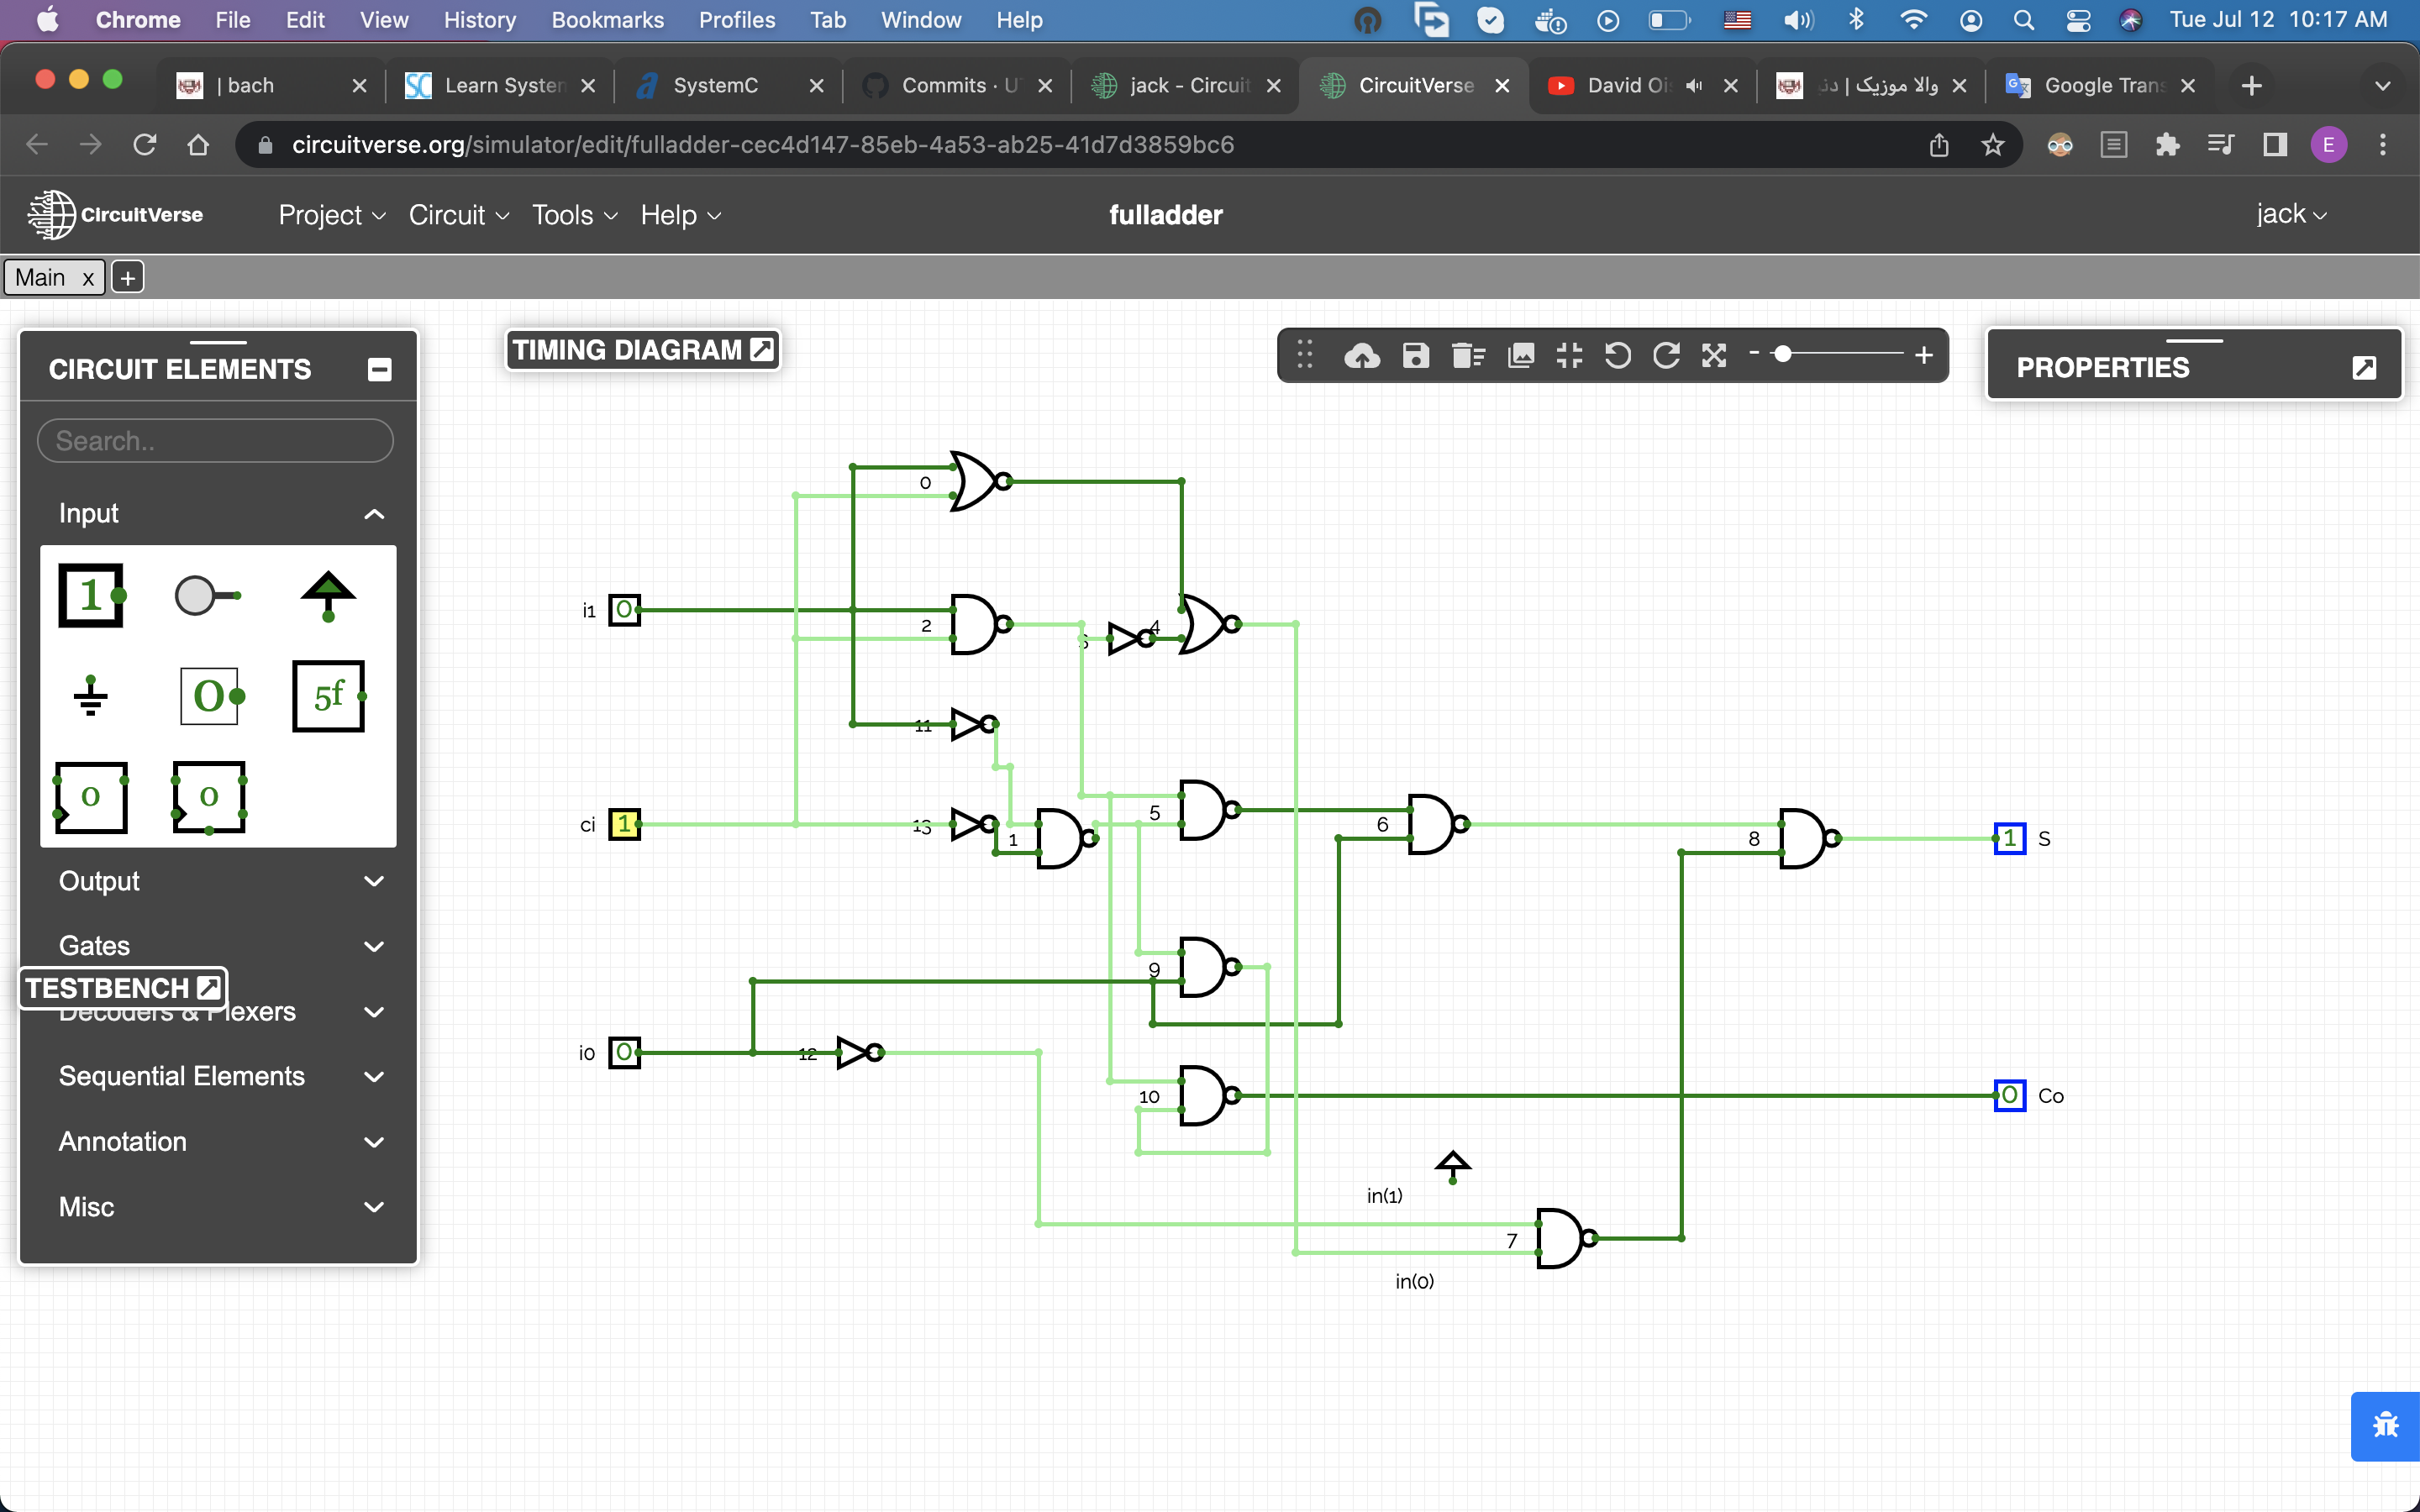 Chrome File Edit View History Bookmarks Profiles Tab Window Help Tue Jul 12 10:17 AM
| bach Learn System SystemC Commits · U jack - Circuit CircuitVerse David Oi والا موزیک | دن Google Trans
circuitverse.org/simulator/edit/fulladder-cec4d147-85eb-4a53-ab25-41d7d3859bc6 E
CircuitVerse Project Circuit Tools Help fulladder jack
Main x +
CIRCUIT ELEMENTS
TIMING DIAGRAM
- +
PROPERTIES
Search..
Input
1
0 5f
0 0
Output
Gates
TESTBENCH
Decoders & Plexers
Sequential Elements
Annotation
Misc
0
i1 0 2 4
11
ci 1 13 1 5 6 8 1 S
9
i0 0 12
10 0 Co
in(1)
7
in(0)